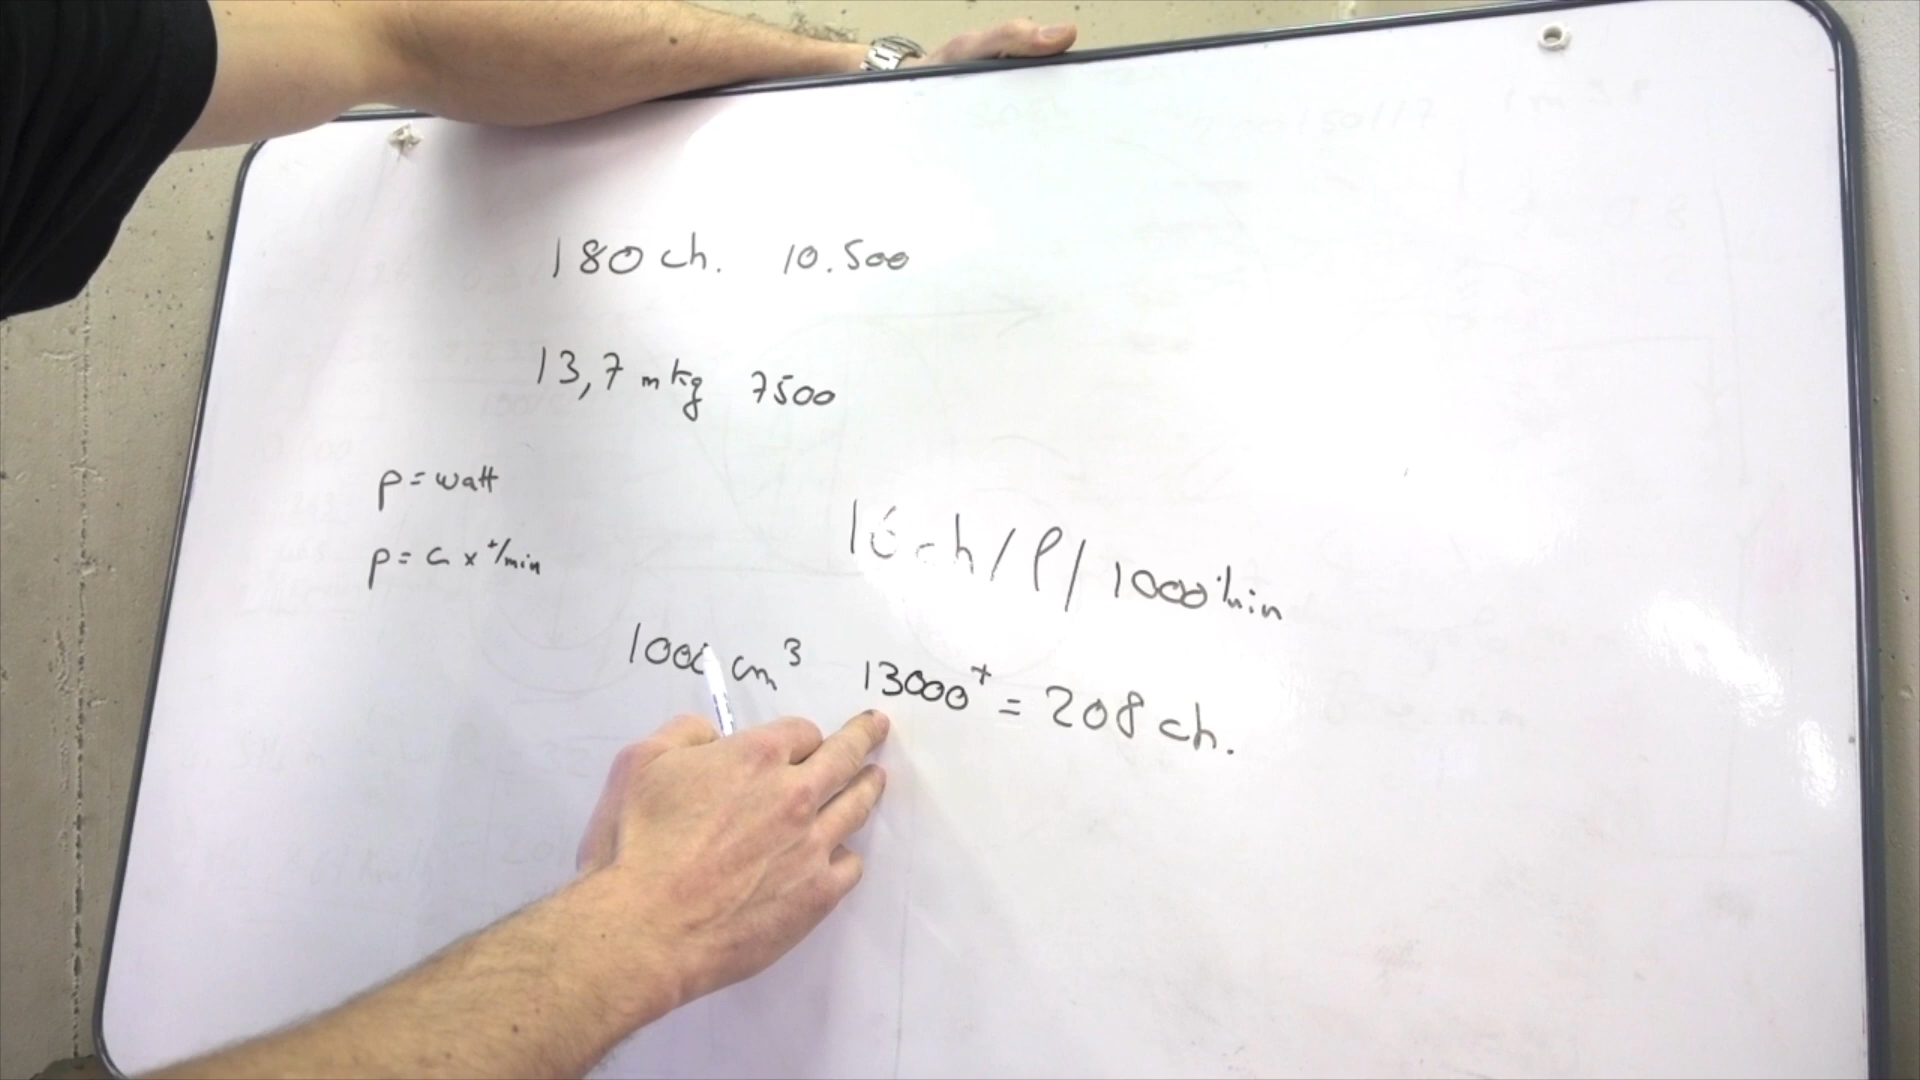 180 ch. 10.500
13,7 mkg 7500
p = watt
p = C x t/min
16 ch / l / 1000 t/min
1000 cm³ 13000 t = 208 ch.